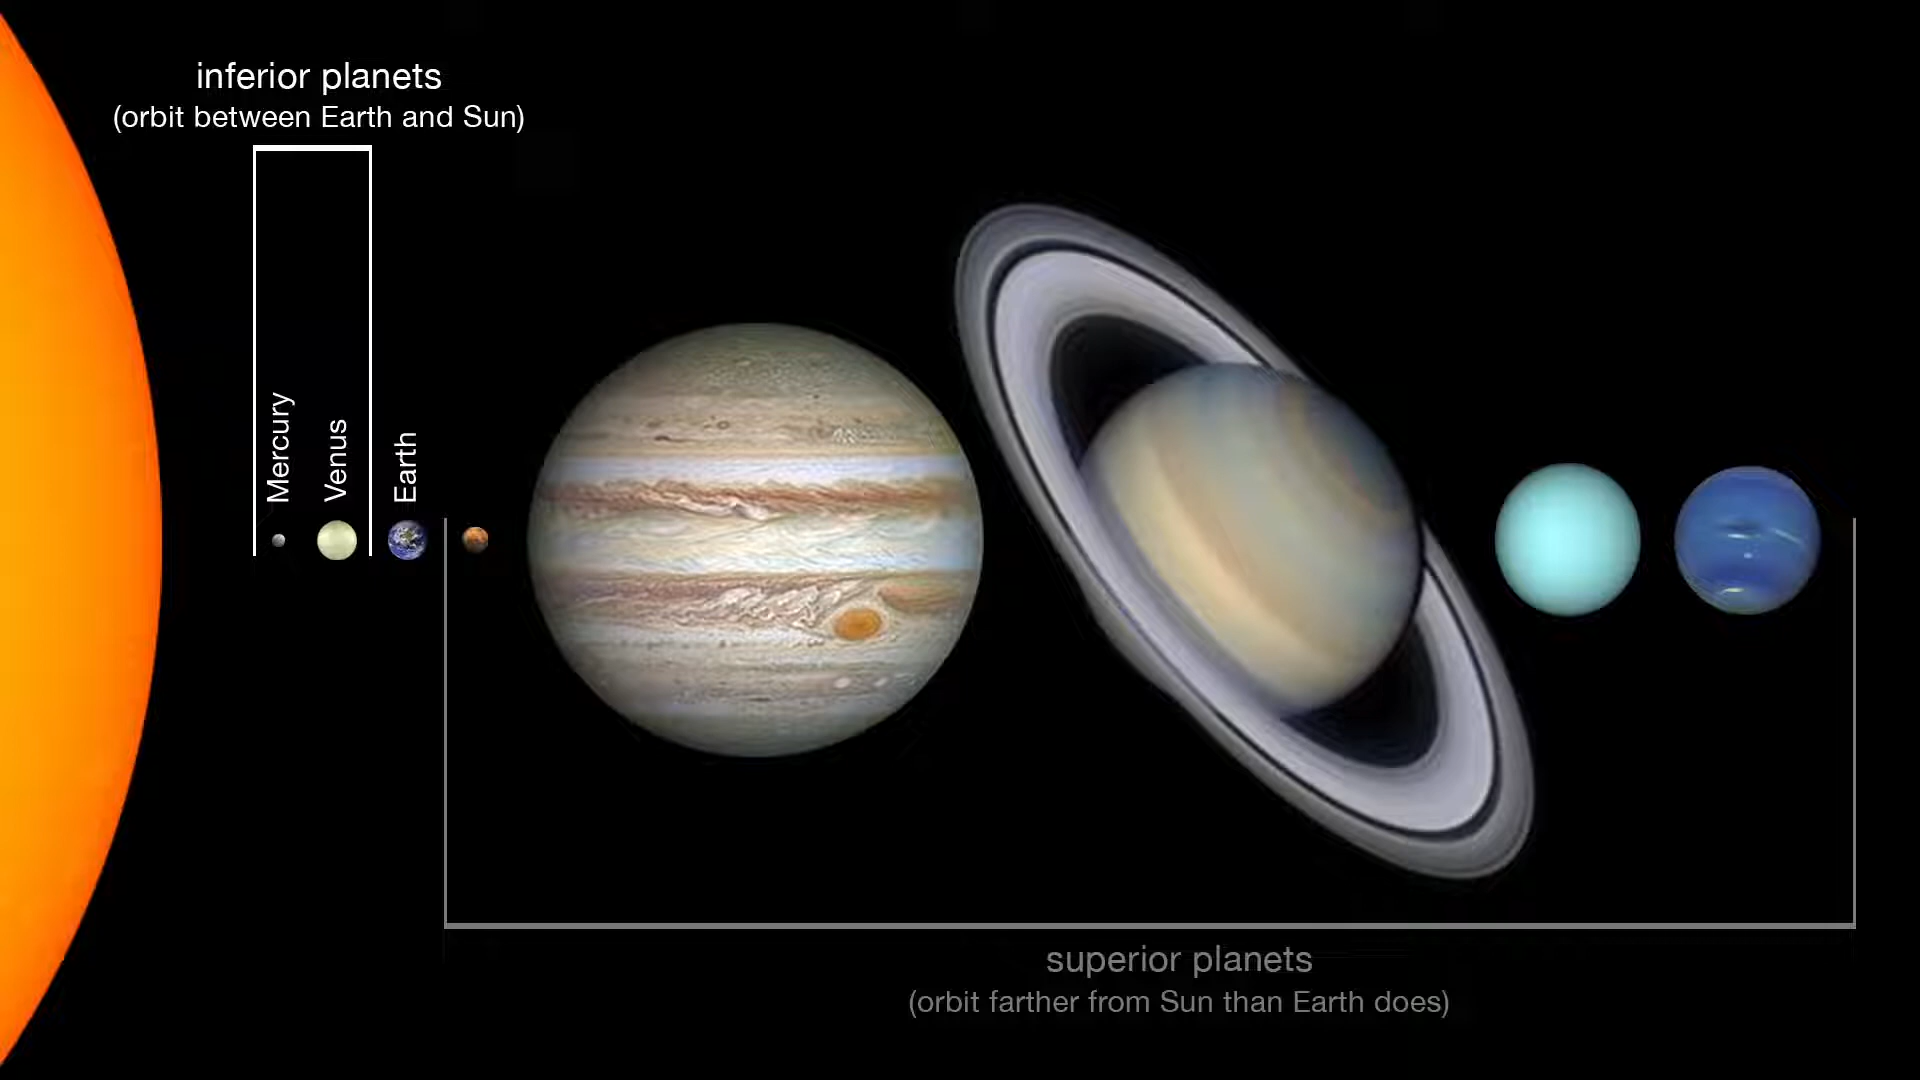 inferior planets
(orbit between Earth and Sun)
Mercury
Venus
Earth
superior planets
(orbit farther from Sun than Earth does)